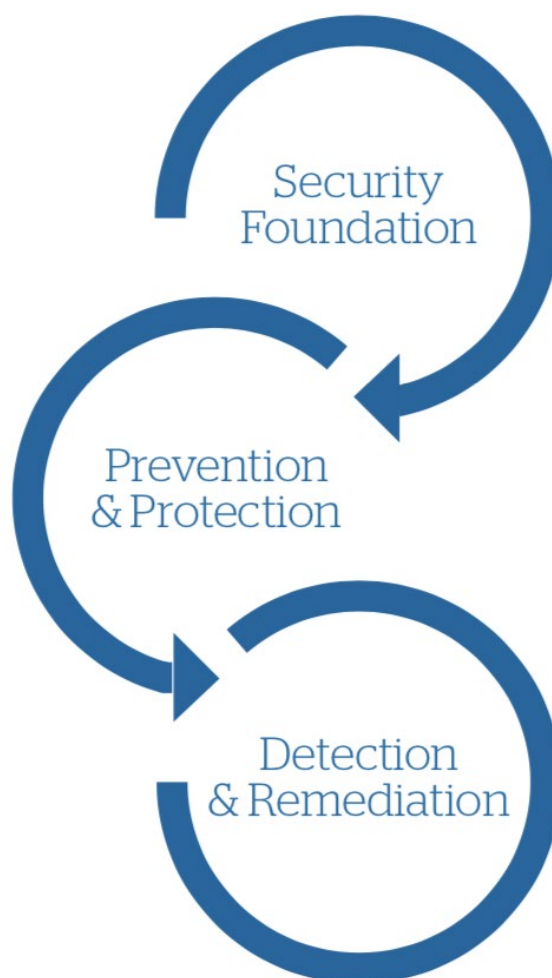 Security
Foundation
Prevention
& Protection
Detection
& Remediation